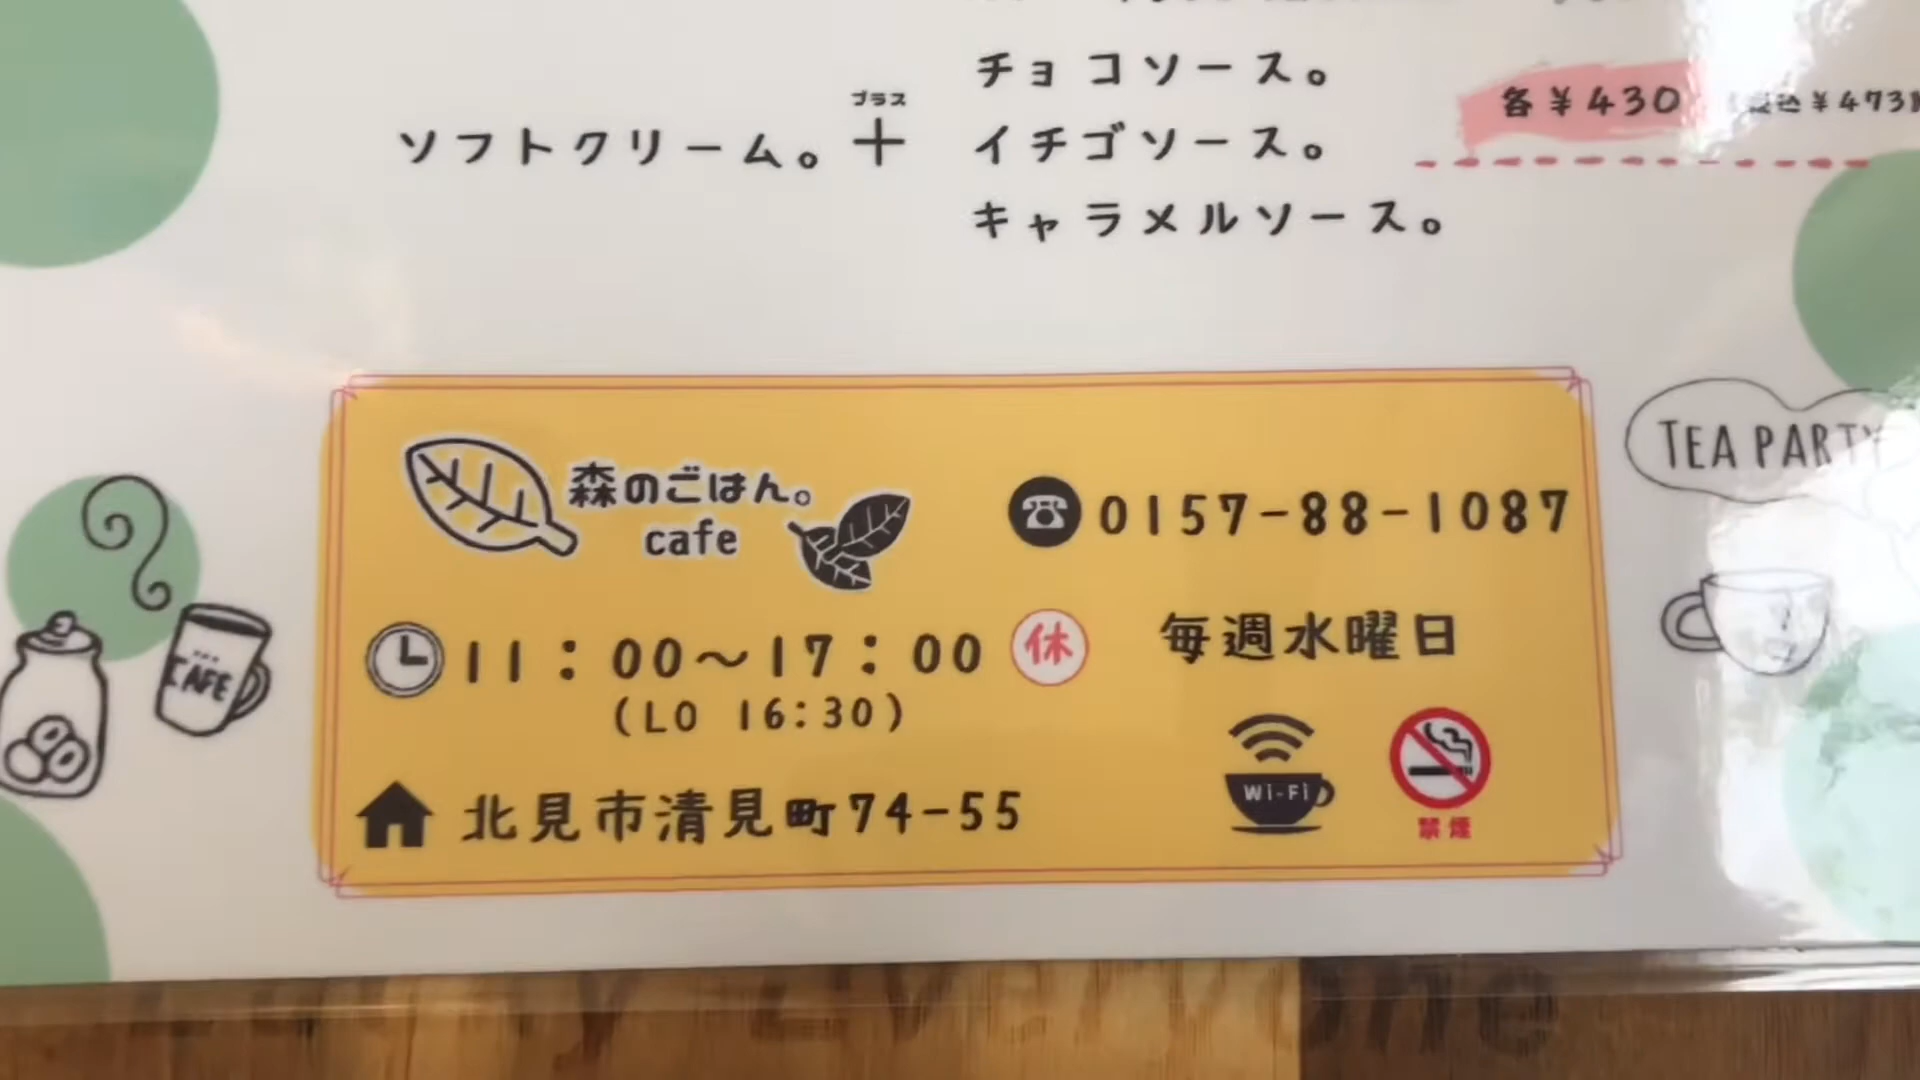 チョコソース。
ソフトクリーム。
プラス
＋
イチゴソース。
キャラメルソース。
各¥430
税込¥473
森のごはん。
cafe
0157-88-1087
11：00～17：00
(LO 16:30)
休
毎週水曜日
北見市清見町74-55
Wi-Fi
禁煙
TEA PARTY
CAFE